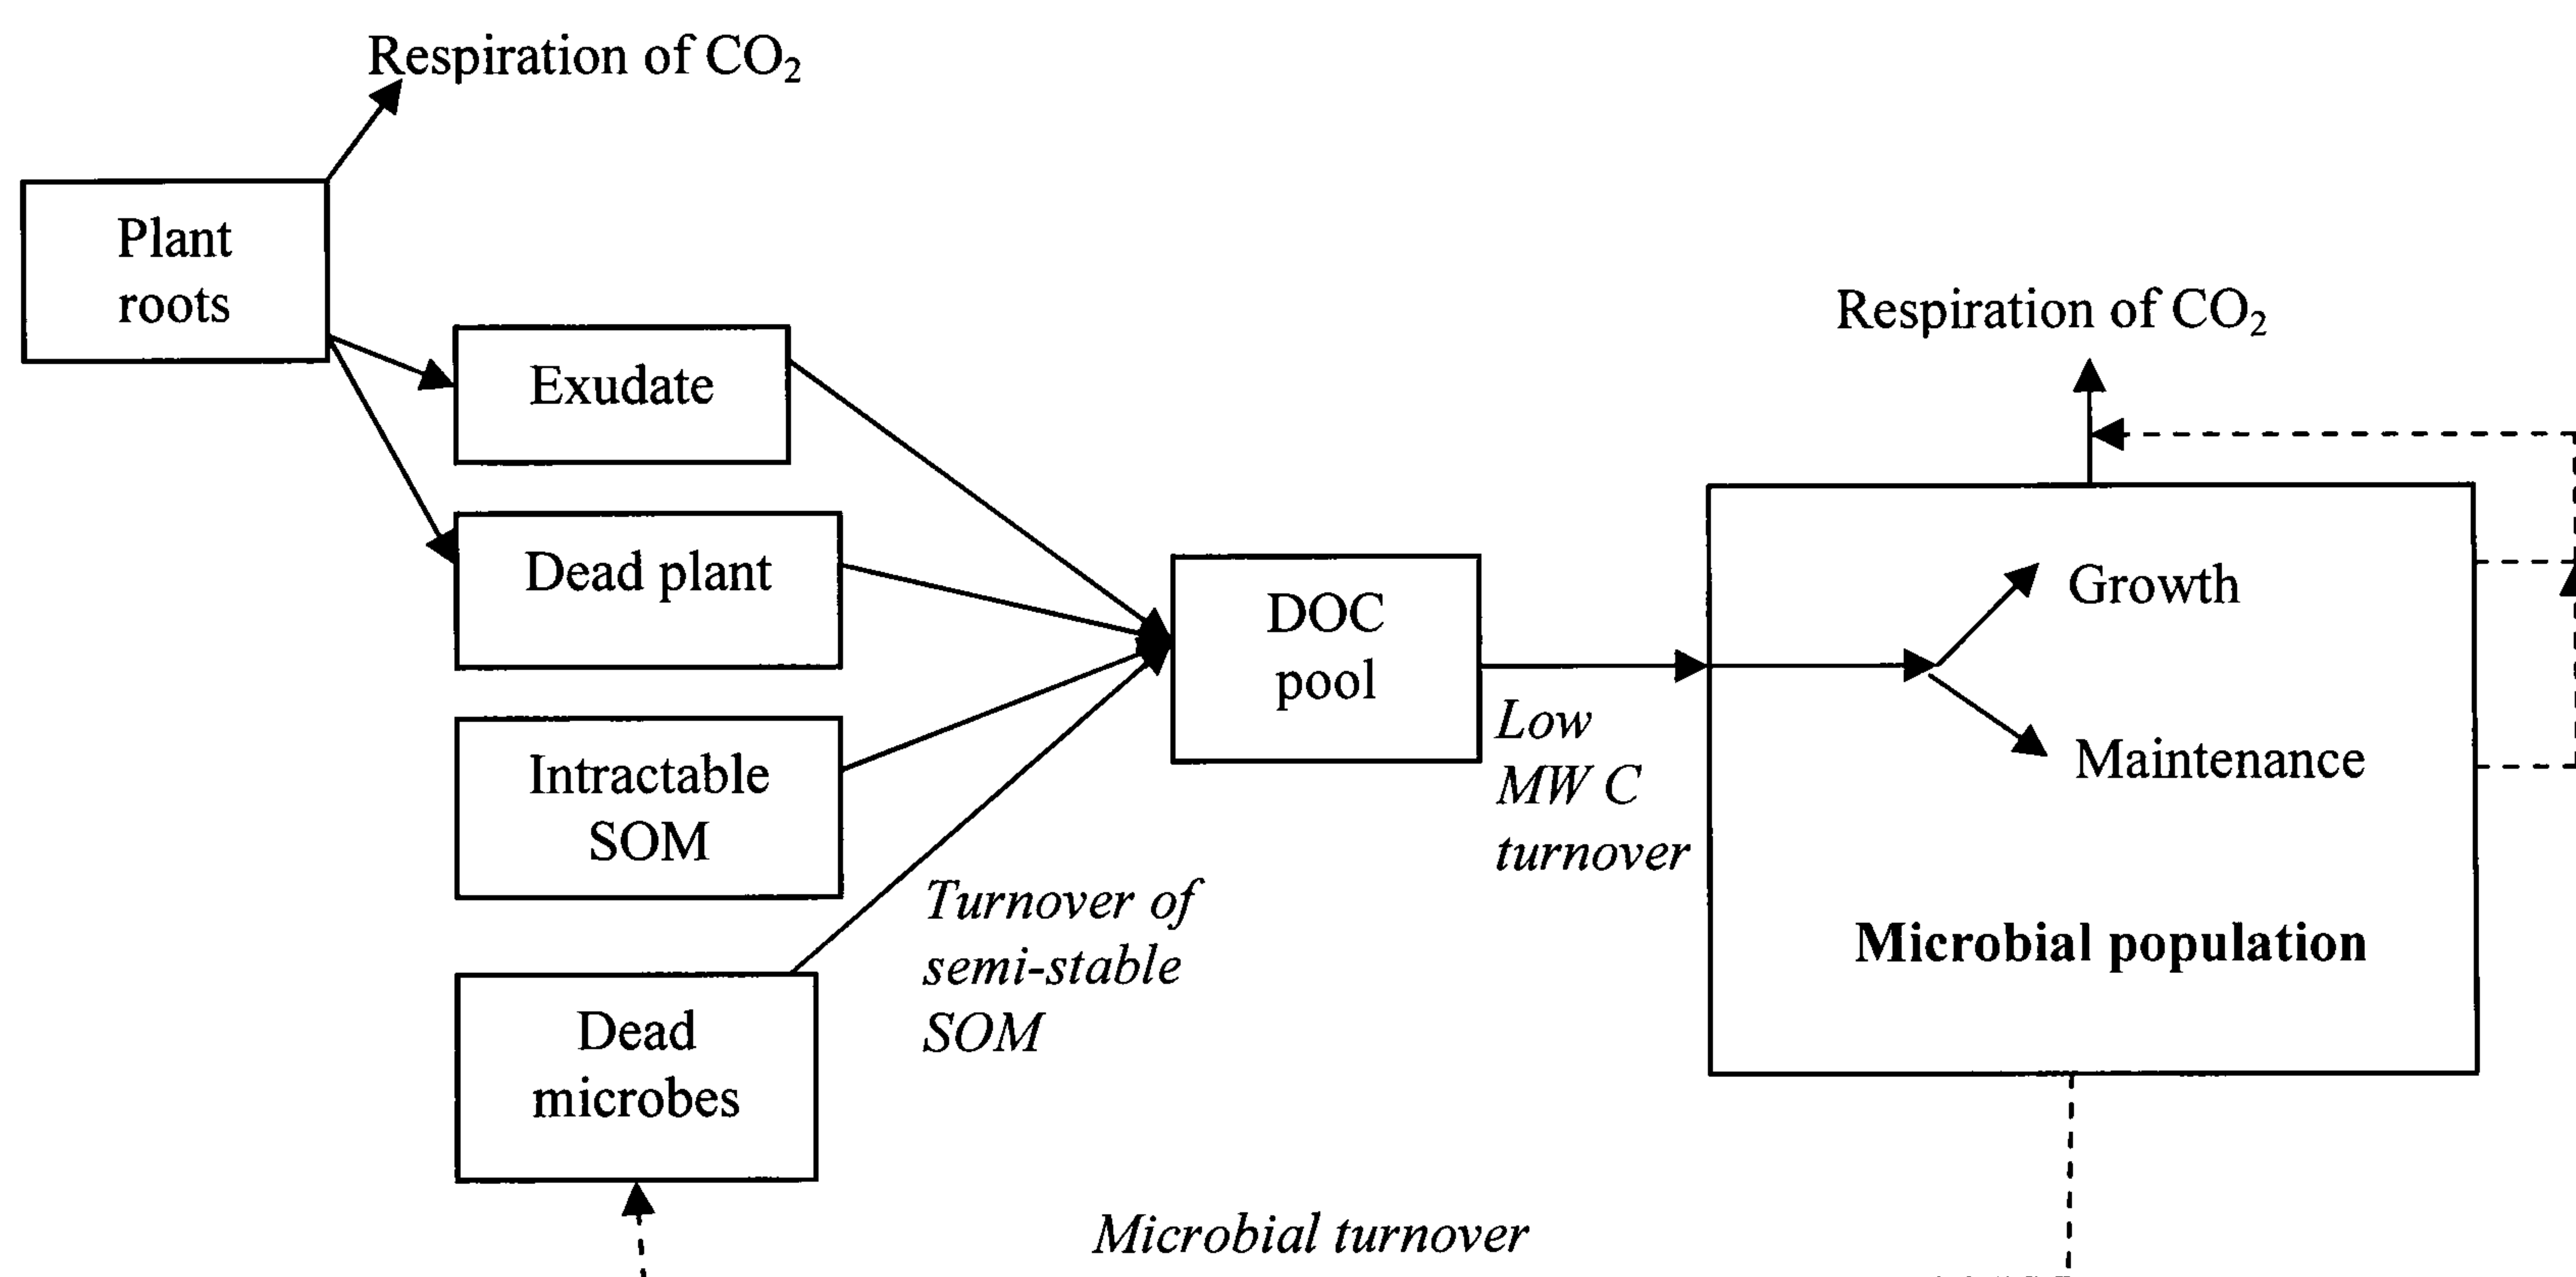 Respiration of CO₂
Plant
roots
Exudate
Dead plant
Intractable
SOM
Dead
microbes
Turnover of
semi-stable
SOM
DOC
pool
Low
MW C
turnover
Respiration of CO₂
Growth
Maintenance
Microbial population
Microbial turnover